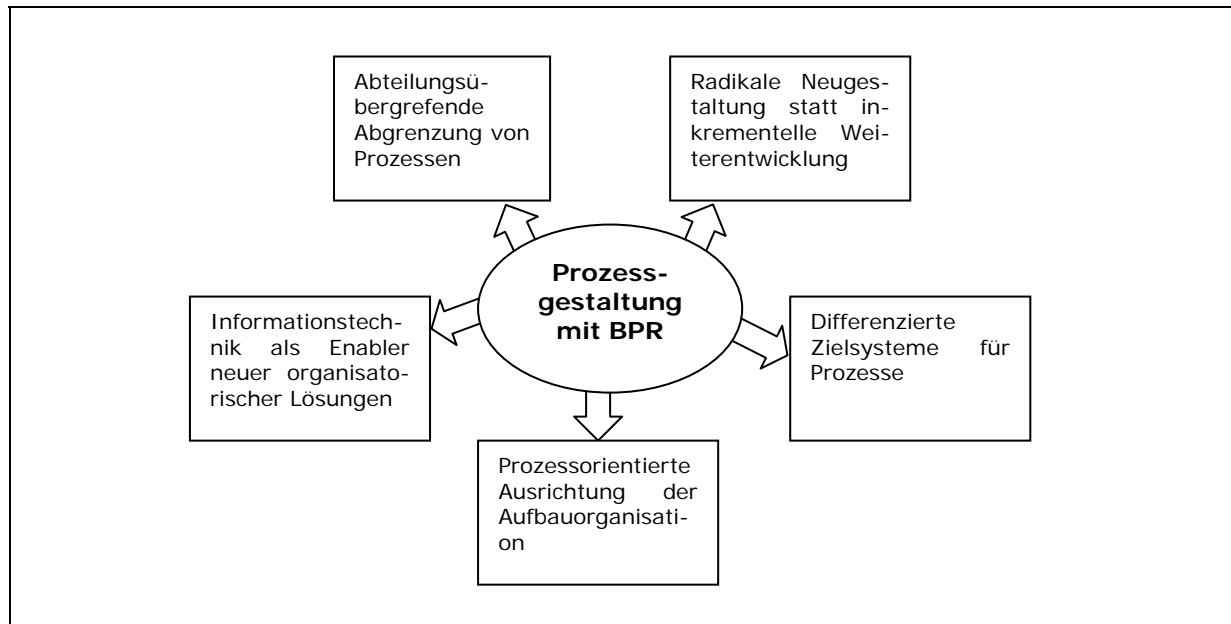 Abteilungsü-
bergrefende
Abgrenzung von
Prozessen
Radikale Neuges-
taltung statt in-
krementelle Wei-
terentwicklung
Prozess-
gestaltung
mit BPR
Informationstech-
nik als Enabler
neuer organisato-
rischer Lösungen
Differenzierte
Zielsysteme für
Prozesse
Prozessorientierte
Ausrichtung der
Aufbauorganisati-
on